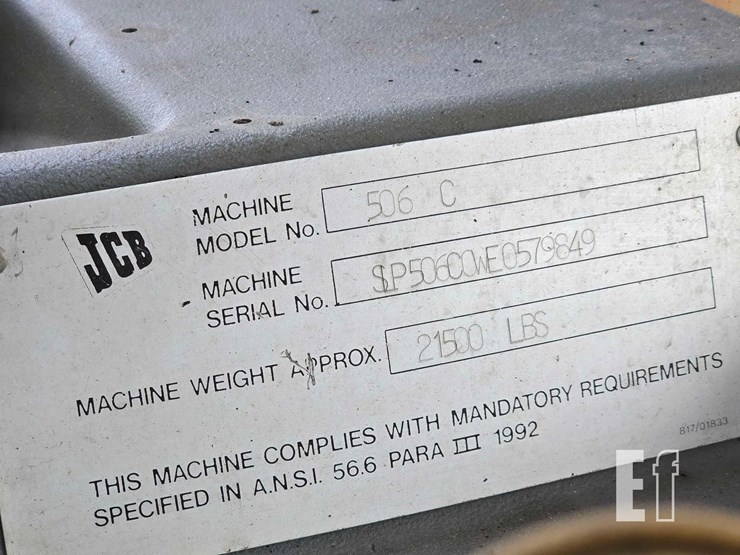 JCB
MACHINE
MODEL No. 506 C
MACHINE
SERIAL No. SLP50600WE0579849
MACHINE WEIGHT APPROX. 21500 LBS
THIS MACHINE COMPLIES WITH MANDATORY REQUIREMENTS
SPECIFIED IN A.N.S.I. 56.6 PARA III 1992
817/01833
Ef